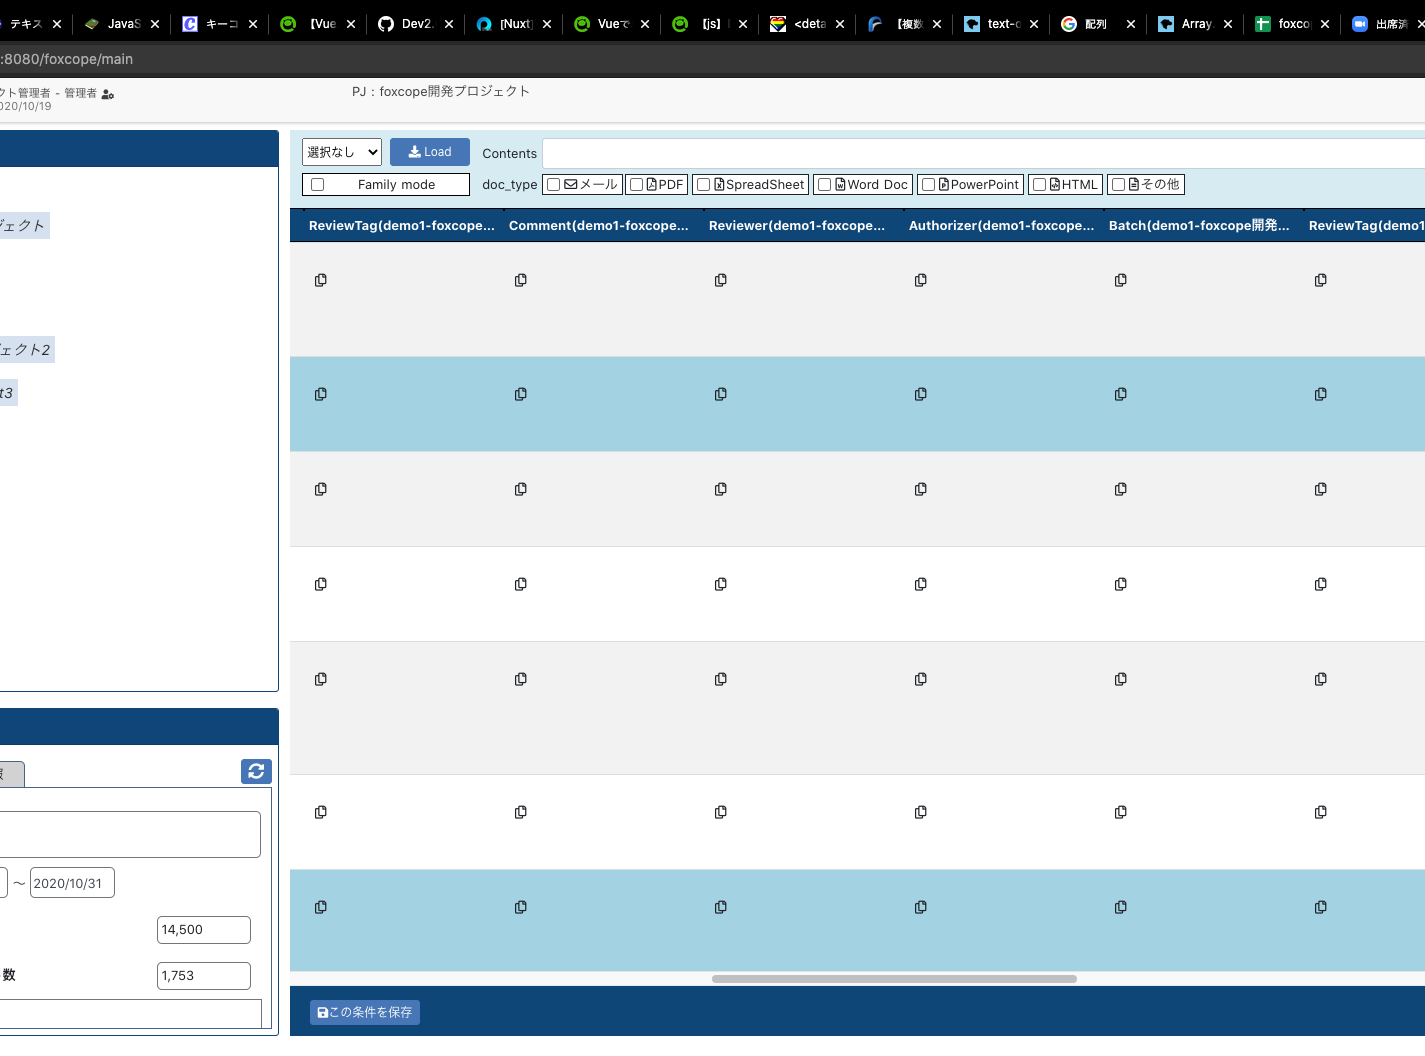 テキス JavaS キーコ 【Vue Dev2. [Nuxt] Vueで 【js】 <deta 【複数 text-o 配列 Array. foxco 出席済
:8080/foxcope/main
クト管理者 - 管理者
2020/10/19
PJ : foxcope開発プロジェクト
ジェクト
ェクト2
t3
~ 2020/10/31
14,500
数 1,753
選択なし Load Contents
Family mode doc_type メール PDF SpreadSheet Word Doc PowerPoint HTML その他
ReviewTag(demo1-foxcope... Comment(demo1-foxcope... Reviewer(demo1-foxcope... Authorizer(demo1-foxcope... Batch(demo1-foxcope開発... ReviewTag(demo1
この条件を保存